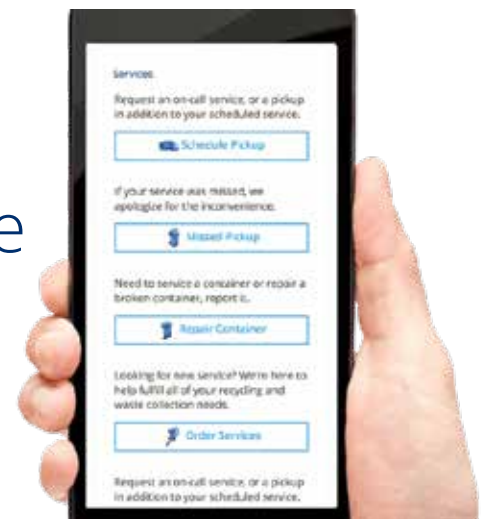 e
Services
Request an on-call service, or a pickup
in addition to your scheduled service.
Schedule Pickup
If your service was missed, we
apologize for the inconvenience.
Missed Pickup
Need to service a container or repair a
broken container, report it.
Repair Container
Looking for new service? We're here to
help fulfill all of your recycling and
waste collection needs.
Order Services
Request an on-call service, or a pickup
in addition to your scheduled service.